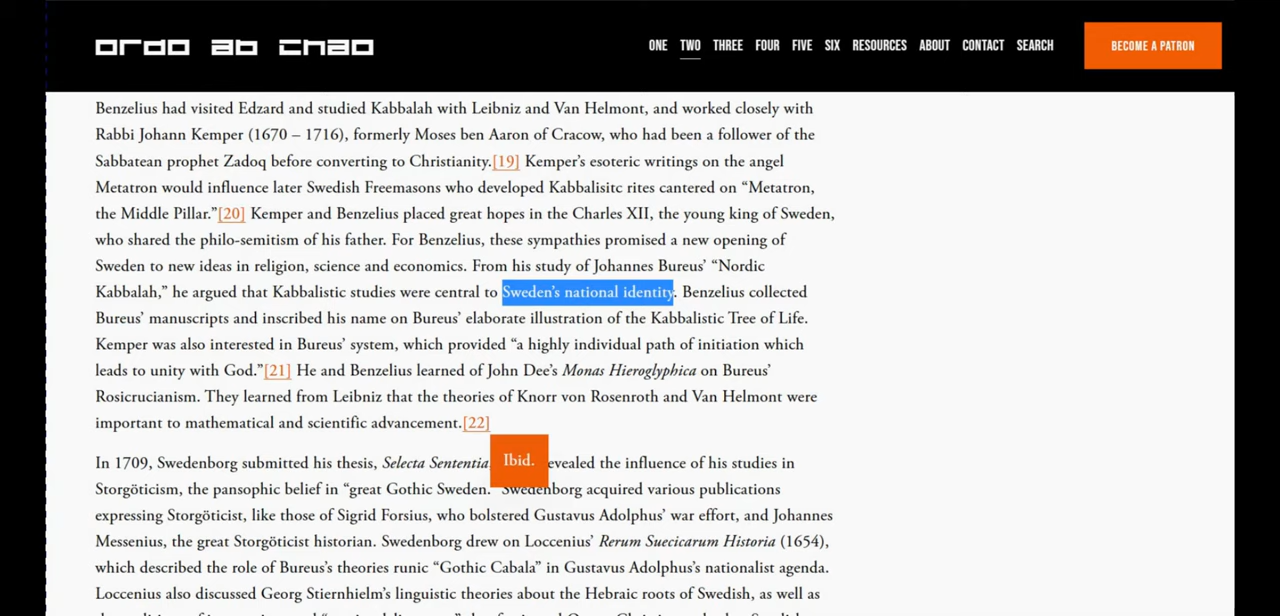 ordo ab chao
ONE TWO THREE FOUR FIVE SIX RESOURCES ABOUT CONTACT SEARCH
BECOME A PATRON
Benzelius had visited Edzard and studied Kabbalah with Leibniz and Van Helmont, and worked closely with
Rabbi Johann Kemper (1670 – 1716), formerly Moses ben Aaron of Cracow, who had been a follower of the
Sabbatean prophet Zadoq before converting to Christianity.[19] Kemper’s esoteric writings on the angel
Metatron would influence later Swedish Freemasons who developed Kabbalisitc rites cantered on “Metatron,
the Middle Pillar.”[20] Kemper and Benzelius placed great hopes in the Charles XII, the young king of Sweden,
who shared the philo-semitism of his father. For Benzelius, these sympathies promised a new opening of
Sweden to new ideas in religion, science and economics. From his study of Johannes Bureus’ “Nordic
Kabbalah,” he argued that Kabbalistic studies were central to Sweden’s national identity. Benzelius collected
Bureus’ manuscripts and inscribed his name on Bureus’ elaborate illustration of the Kabbalistic Tree of Life.
Kemper was also interested in Bureus’ system, which provided “a highly individual path of initiation which
leads to unity with God.”[21] He and Benzelius learned of John Dee’s Monas Hieroglyphica on Bureus’
Rosicrucianism. They learned from Leibniz that the theories of Knorr von Rosenroth and Van Helmont were
important to mathematical and scientific advancement.[22]
Ibid.
In 1709, Swedenborg submitted his thesis, Selecta Sententia evealed the influence of his studies in
Storgöticism, the pansophic belief in “great Gothic Sweden.” Swedenborg acquired various publications
expressing Storgöticist, like those of Sigrid Forsius, who bolstered Gustavus Adolphus’ war effort, and Johannes
Messenius, the great Storgöticist historian. Swedenborg drew on Loccenius’ Rerum Suecicarum Historia (1654),
which described the role of Bureus’s theories runic “Gothic Cabala” in Gustavus Adolphus’s nationalist agenda.
Loccenius also discussed Georg Stiernhielm’s linguistic theories about the Hebraic roots of Swedish, as well as